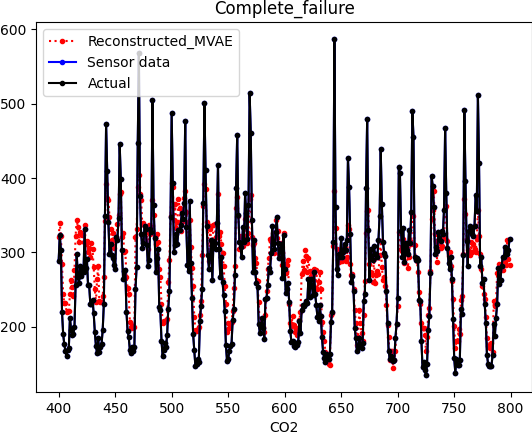 Complete_failure
Reconstructed_MVAE
Sensor data
Actual
600
500
400
300
200
400 450 500 550 600 650 700 750 800
CO2